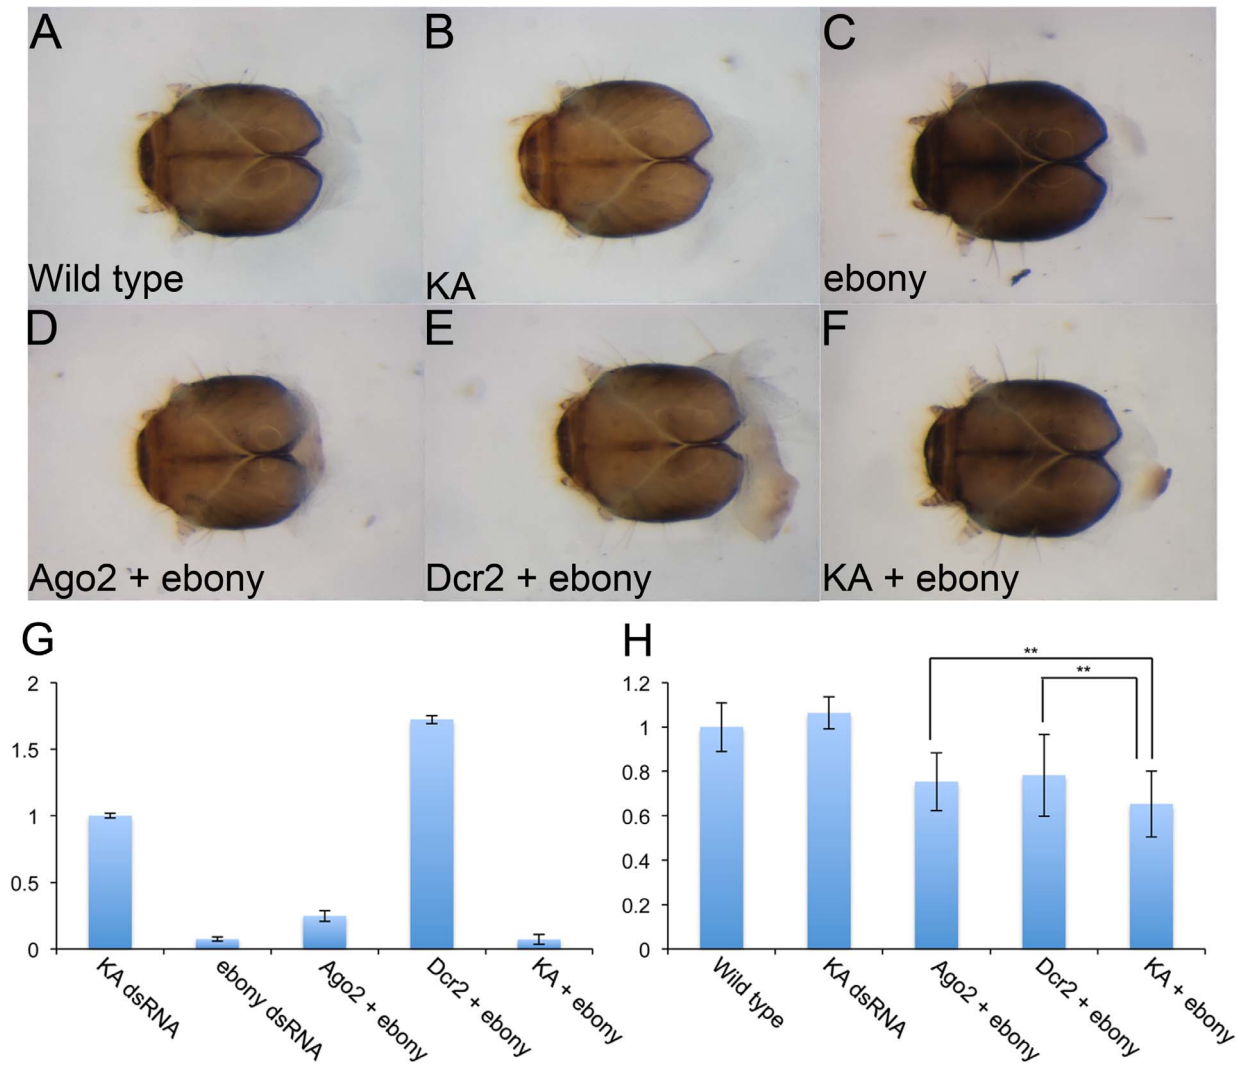 A
B
C
Wild type
KA
ebony
D
E
F
Ago2 + ebony
Dcr2 + ebony
KA + ebony
G
2
1.5
1
0.5
0
KA dsRNA
ebony dsRNA
Ago2 + ebony
Dcr2 + ebony
KA + ebony
H
**
**
1.2
1
0.8
0.6
0.4
0.2
0
Wild type
KA dsRNA
Ago2 + ebony
Dcr2 + ebony
KA + ebony